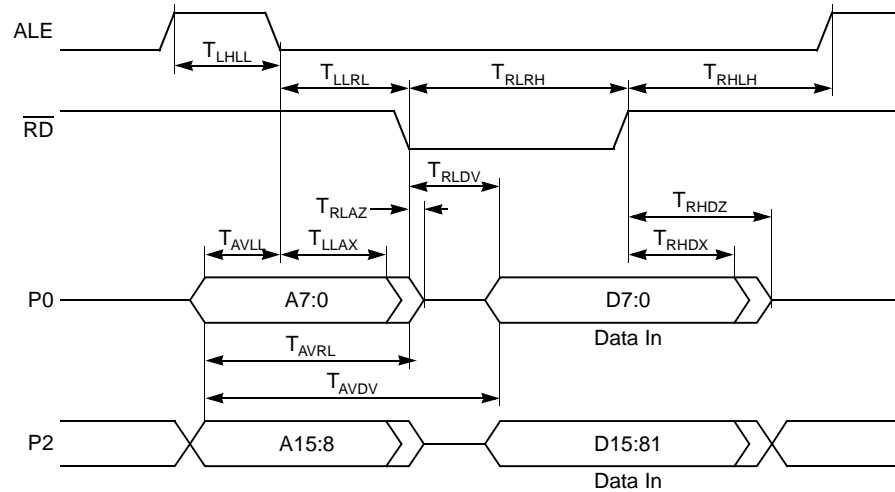 ALE
TLHLL
TLLRL
TRLRH
TRHLH
RD
TRLDV
TRLAZ
TRHDZ
TAVLL
TLLAX
TRHDX
P0
A7:0
D7:0
Data In
TAVRL
TAVDV
P2
A15:8
D15:81
Data In